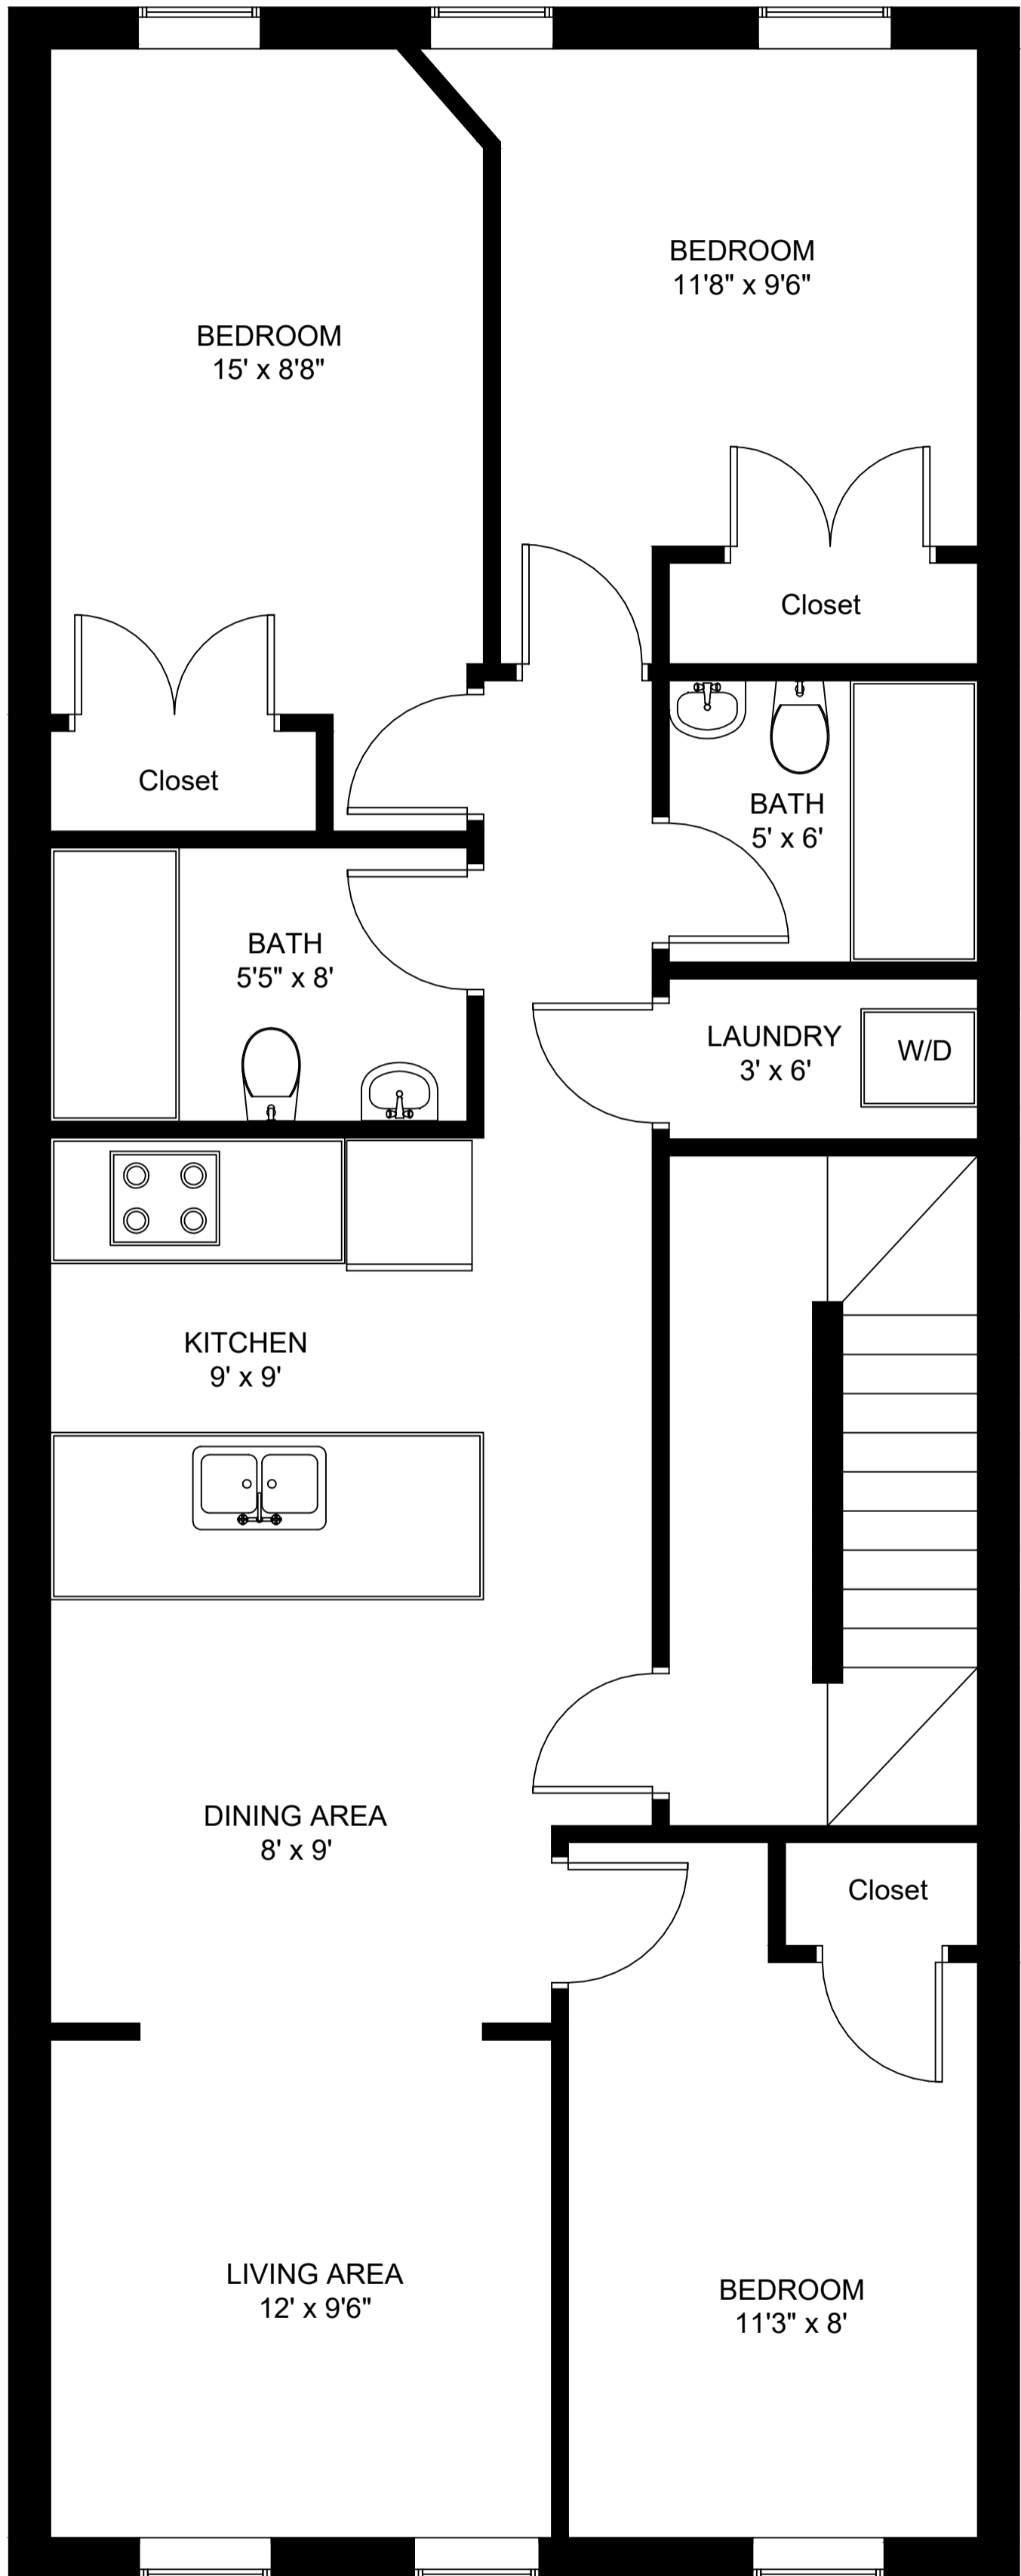 BEDROOM
11'8" x 9'6"
BEDROOM
15' x 8'8"
Closet
Closet
BATH
5' x 6'
BATH
5'5" x 8'
LAUNDRY
3' x 6'
W/D
KITCHEN
9' x 9'
DINING AREA
8' x 9'
Closet
LIVING AREA
12' x 9'6"
BEDROOM
11'3" x 8'